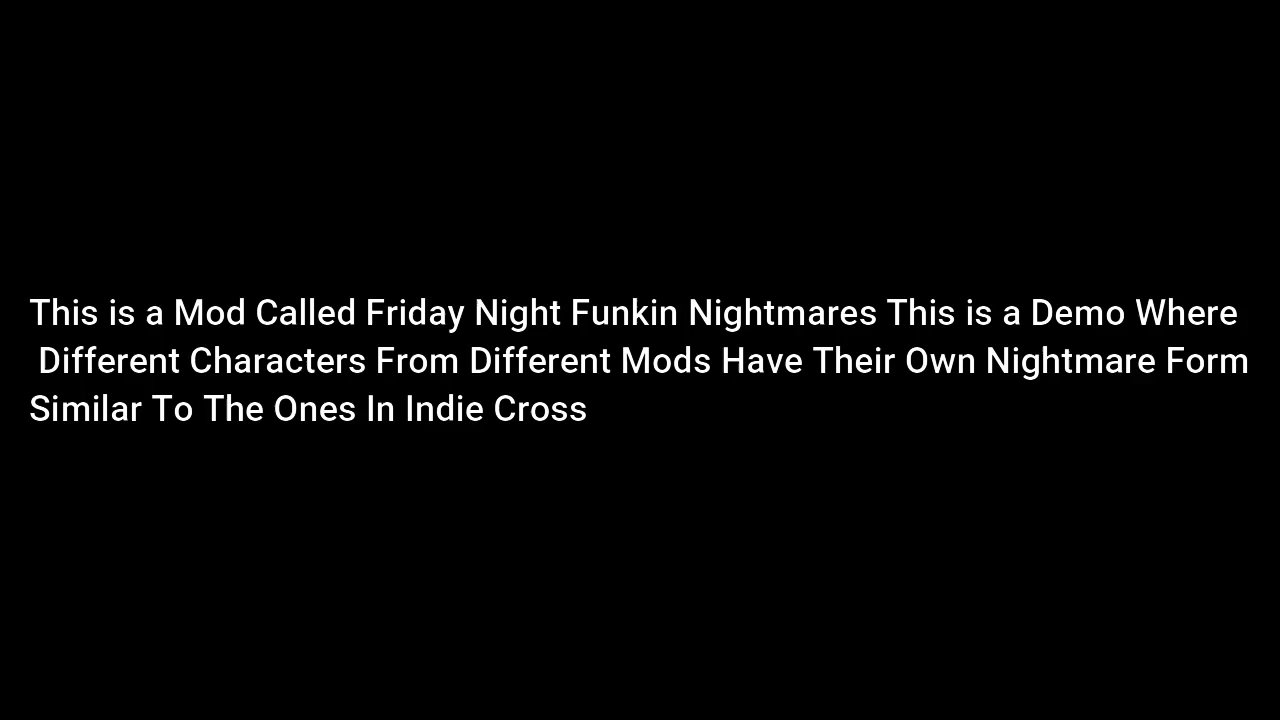 This is a Mod Called Friday Night Funkin Nightmares This is a Demo Where
Different Characters From Different Mods Have Their Own Nightmare Form
Similar To The Ones In Indie Cross